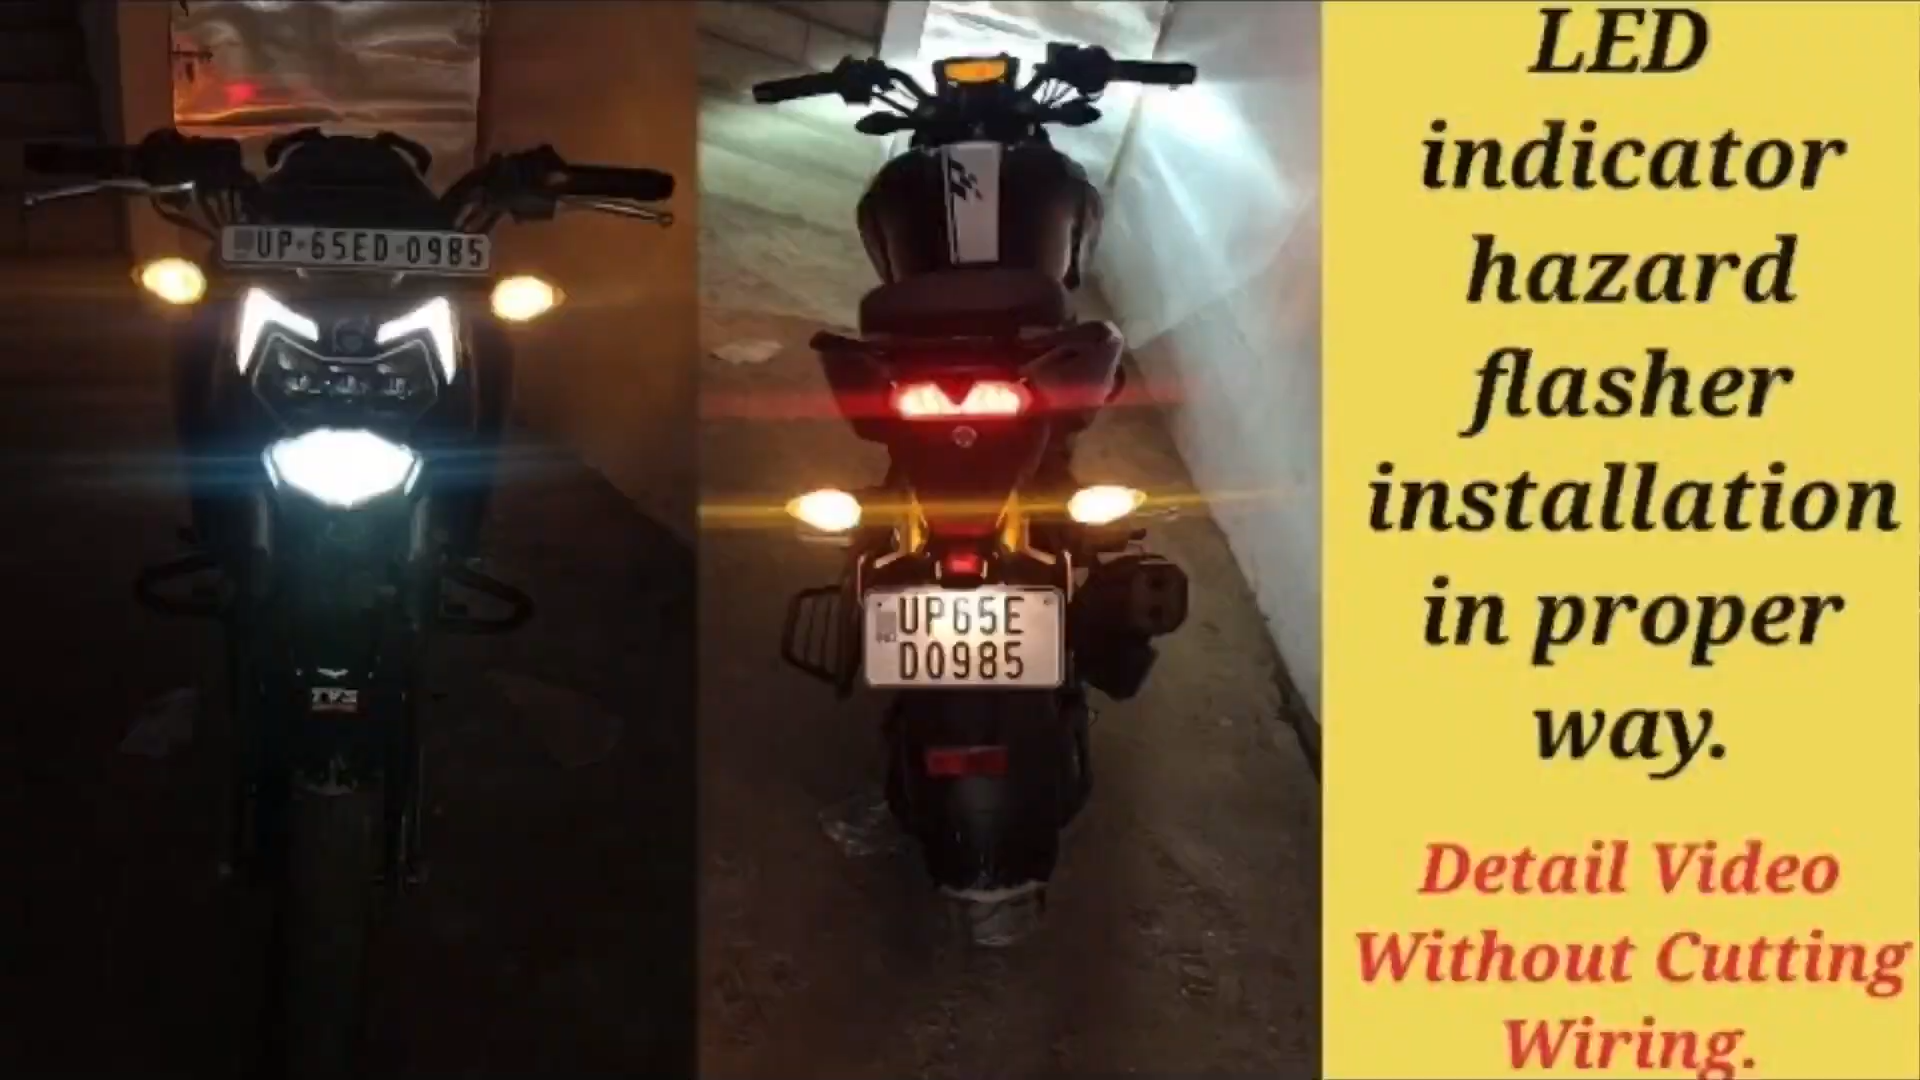 UP-65ED-0985
TVS
UP65E
D0985
LED
indicator
hazard
flasher
installation
in proper
way.
Detail Video
Without Cutting
Wiring.